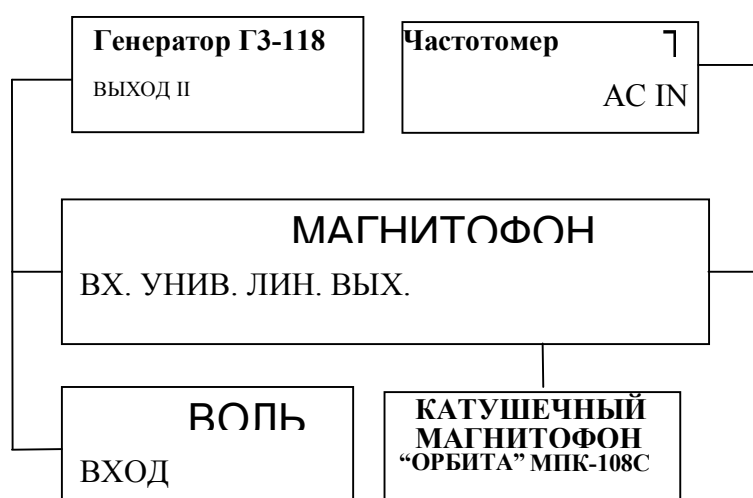 Генератор Г3-118
ВЫХОД II
Частотомер
AC IN
МАГНИТОФОН
ВХ. УНИВ. ЛИН. ВЫХ.
ВОЛЬ
ВХОД
КАТУШЕЧНЫЙ
МАГНИТОФОН
“ОРБИТА” МПК-108С